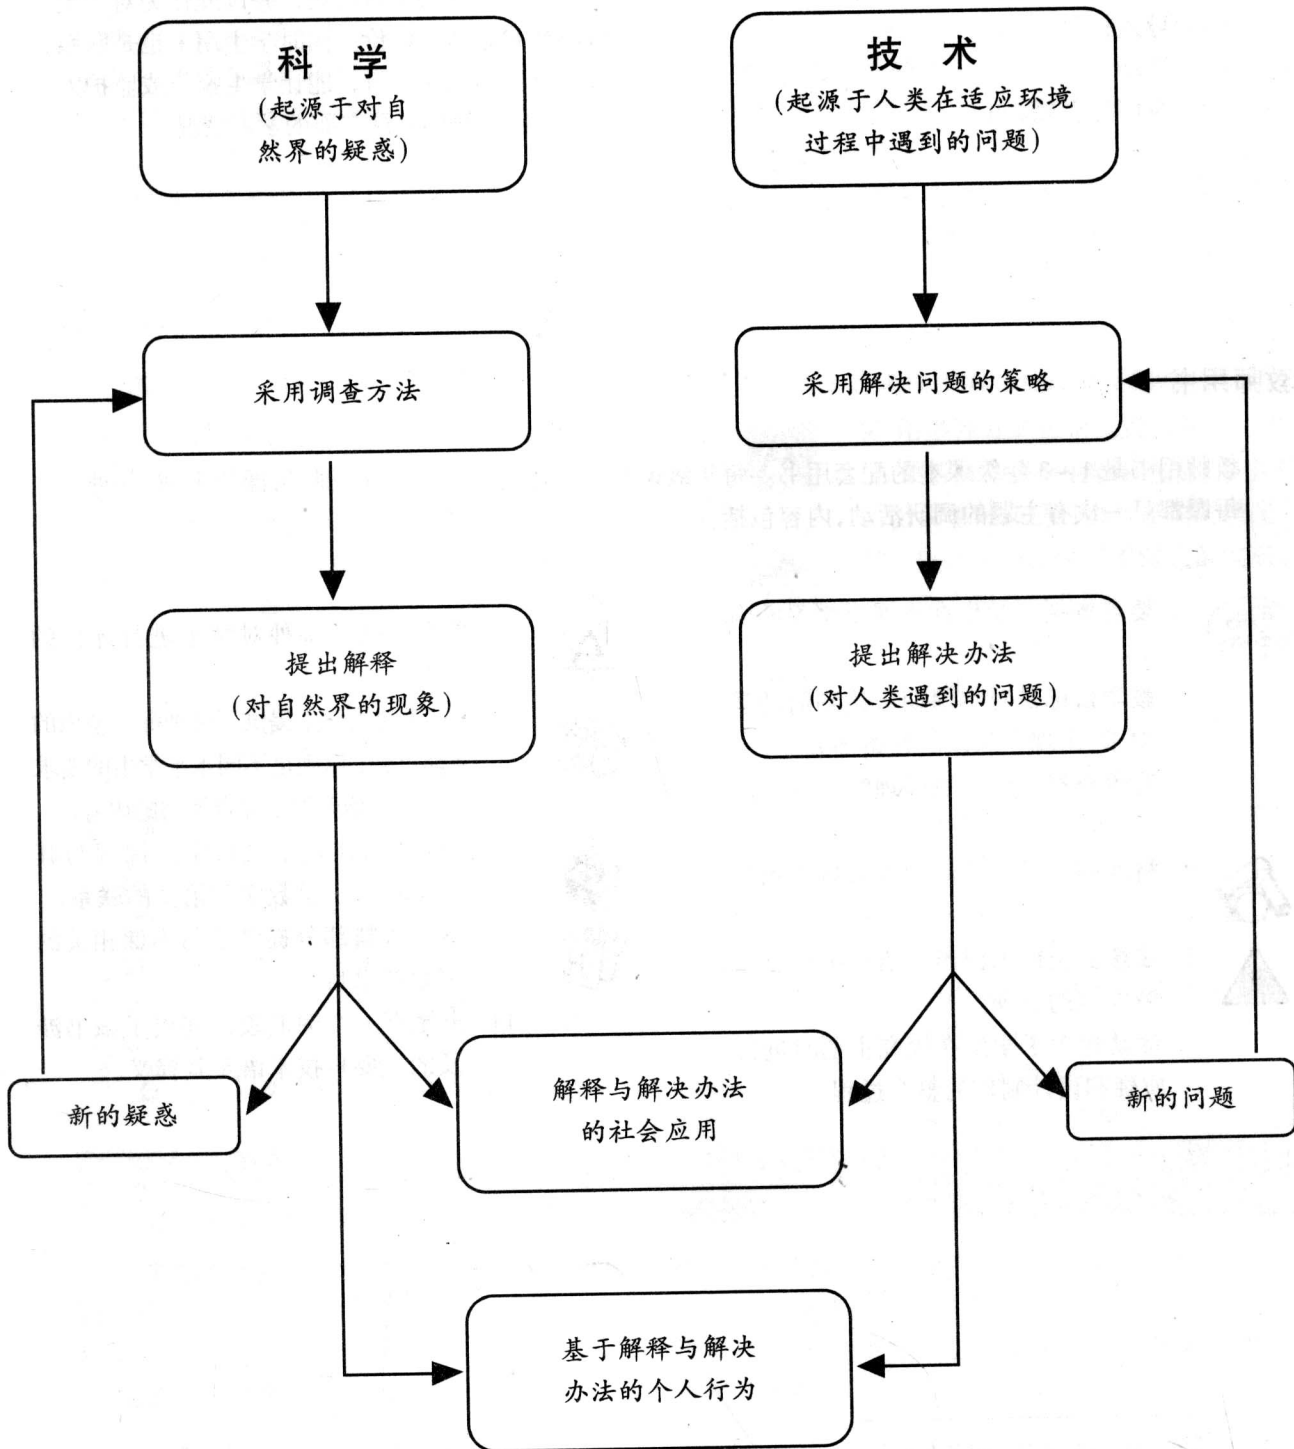 科 学
(起源于对自
然界的疑惑)
技 术
(起源于人类在适应环境
过程中遇到的问题)
采用调查方法
采用解决问题的策略
提出解释
(对自然界的现象)
提出解决办法
(对人类遇到的问题)
新的疑惑
解释与解决办法
的社会应用
新的问题
基于解释与解决
办法的个人行为